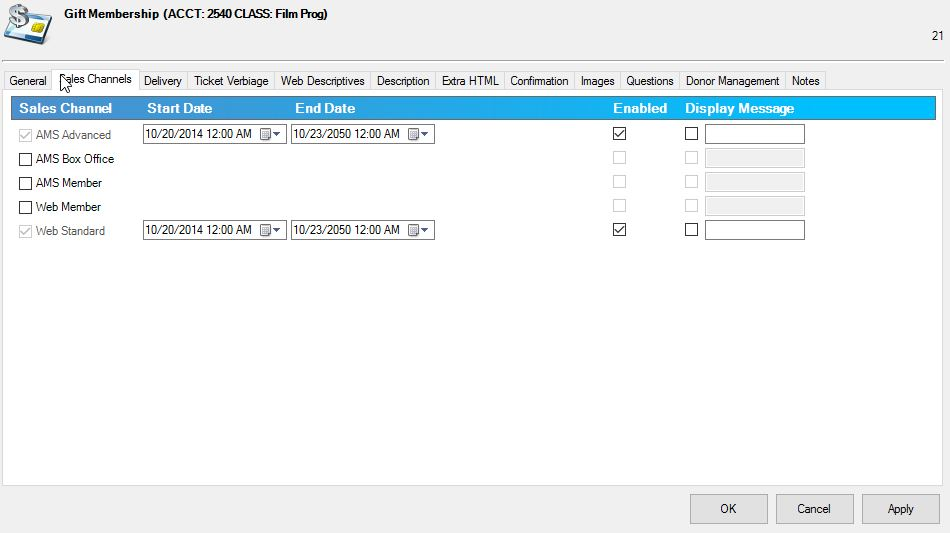 Gift Membership (ACCT: 2540 CLASS: Film Prog)
21
General Sales Channels Delivery Ticket Verbiage Web Descriptives Description Extra HTML Confirmation Images Questions Donor Management Notes
Sales Channel Start Date End Date Enabled Display Message
AMS Advanced 10/20/2014 12:00 AM 10/23/2050 12:00 AM
AMS Box Office
AMS Member
Web Member
Web Standard 10/20/2014 12:00 AM 10/23/2050 12:00 AM
OK Cancel Apply